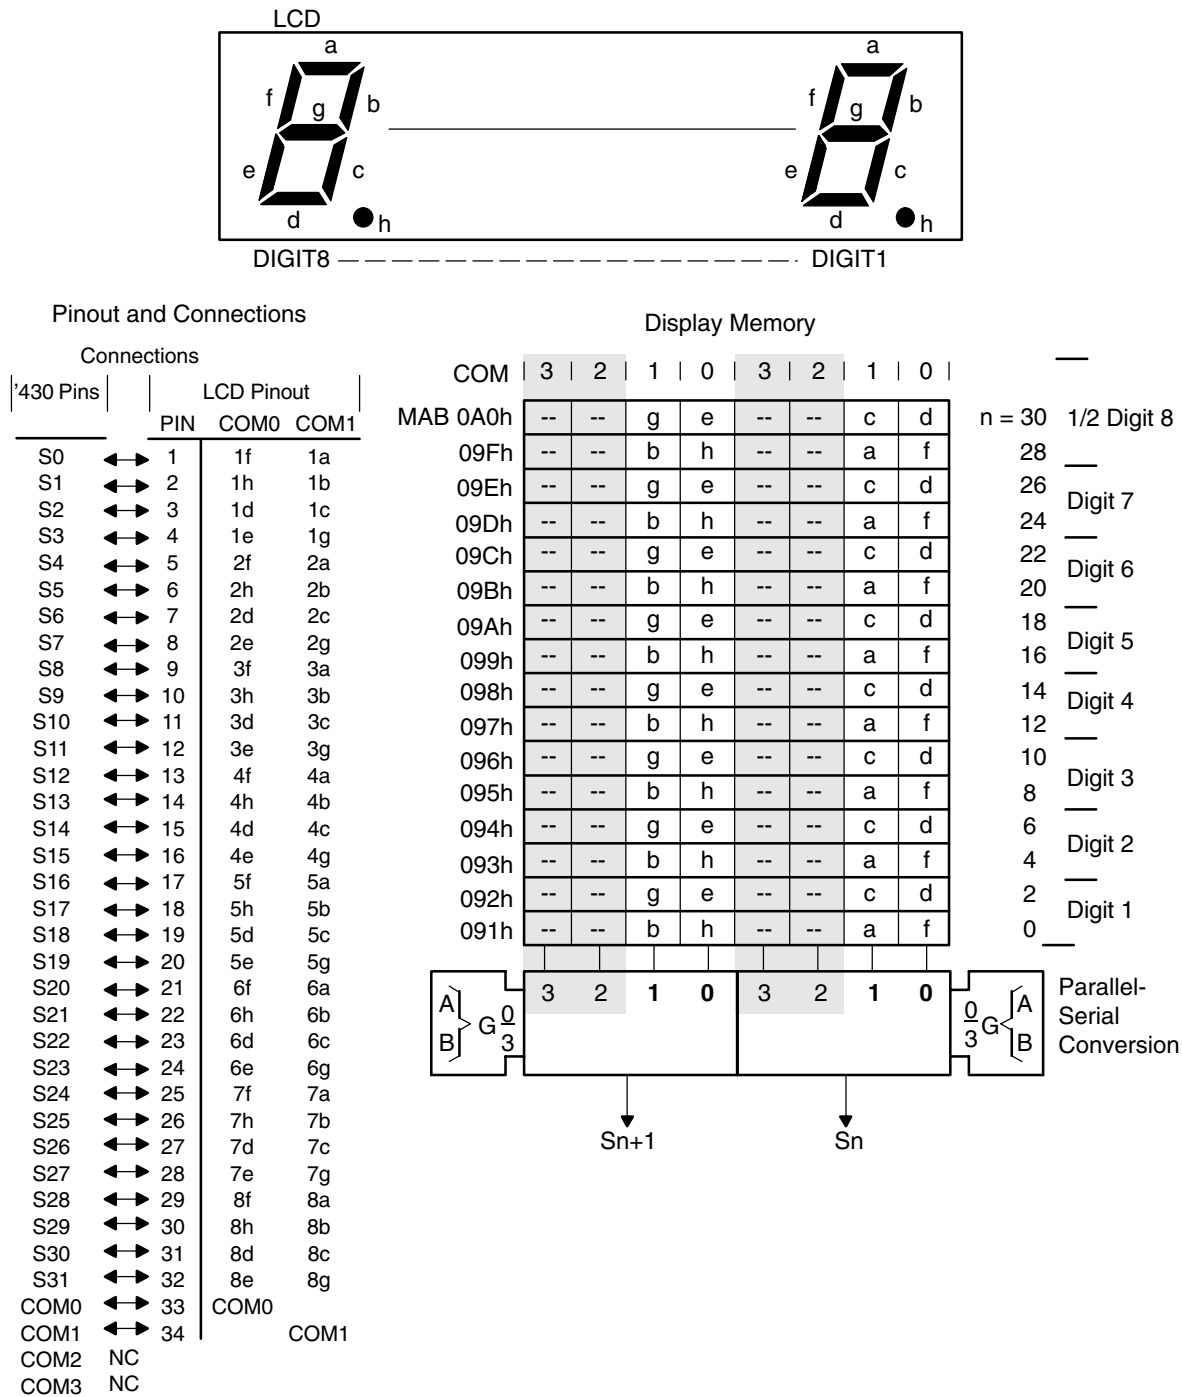 LCD
a a
f g b f g b
e c e c
d h d h
DIGIT8 DIGIT1
Pinout and Connections
Connections
'430 Pins LCD Pinout
PIN COM0 COM1
S0 1 1f 1a
S1 2 1h 1b
S2 3 1d 1c
S3 4 1e 1g
S4 5 2f 2a
S5 6 2h 2b
S6 7 2d 2c
S7 8 2e 2g
S8 9 3f 3a
S9 10 3h 3b
S10 11 3d 3c
S11 12 3e 3g
S12 13 4f 4a
S13 14 4h 4b
S14 15 4d 4c
S15 16 4e 4g
S16 17 5f 5a
S17 18 5h 5b
S18 19 5d 5c
S19 20 5e 5g
S20 21 6f 6a
S21 22 6h 6b
S22 23 6d 6c
S23 24 6e 6g
S24 25 7f 7a
S25 26 7h 7b
S26 27 7d 7c
S27 28 7e 7g
S28 29 8f 8a
S29 30 8h 8b
S30 31 8d 8c
S31 32 8e 8g
COM0 33 COM0
COM1 34 COM1
COM2 NC
COM3 NC
Display Memory
COM 3 2 1 0 3 2 1 0
MAB 0A0h -- -- g e -- -- c d n = 30 1/2 Digit 8
09Fh -- -- b h -- -- a f 28
09Eh -- -- g e -- -- c d 26
Digit 7
09Dh -- -- b h -- -- a f 24
09Ch -- -- g e -- -- c d 22
Digit 6
09Bh -- -- b h -- -- a f 20
09Ah -- -- g e -- -- c d 18
Digit 5
099h -- -- b h -- -- a f 16
098h -- -- g e -- -- c d 14
Digit 4
097h -- -- b h -- -- a f 12
096h -- -- g e -- -- c d 10
Digit 3
095h -- -- b h -- -- a f 8
094h -- -- g e -- -- c d 6
Digit 2
093h -- -- b h -- -- a f 4
092h -- -- g e -- -- c d 2
Digit 1
091h -- -- b h -- -- a f 0
A B G 0 3
3 2 1 0 3 2 1 0
0 3 G A B
Parallel-
Serial
Conversion
Sn+1 Sn